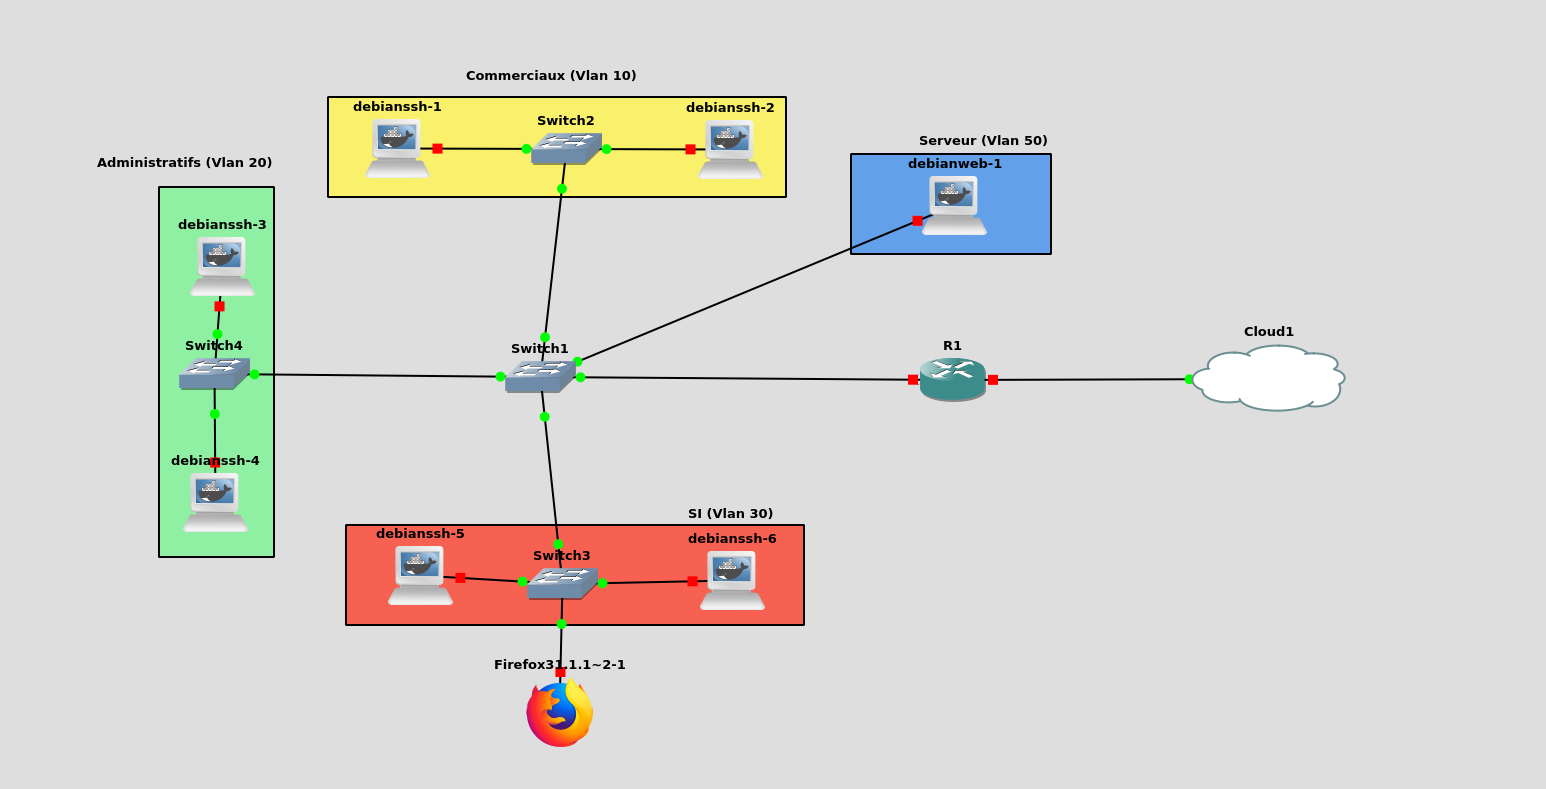 Commerciaux (Vlan 10)
debianssh-1
debianssh-2
Switch2
Serveur (Vlan 50)
debianweb-1
Administratifs (Vlan 20)
debianssh-3
Switch4
debianssh-4
Switch1
R1
Cloud1
SI (Vlan 30)
debianssh-5
debianssh-6
Switch3
Firefox31.1.1~2-1